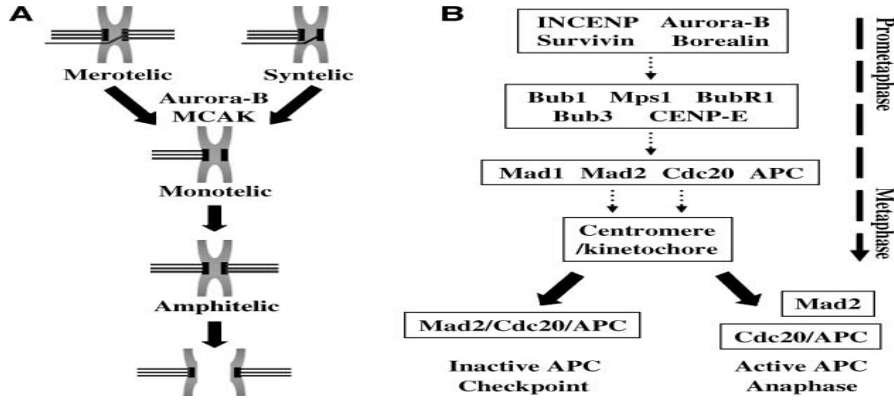 A
Merotelic
Syntelic
Aurora-B
MCAK
Monotelic
Amphitelic
B
INCENP Aurora-B
Survivin Borealin
Bub1 Mps1 BubR1
Bub3 CENP-E
Mad1 Mad2 Cdc20 APC
Centromere
/kinetochore
Mad2/Cdc20/APC
Inactive APC
Checkpoint
Mad2
Cdc20/APC
Active APC
Anaphase
Prometaphase
Metaphase